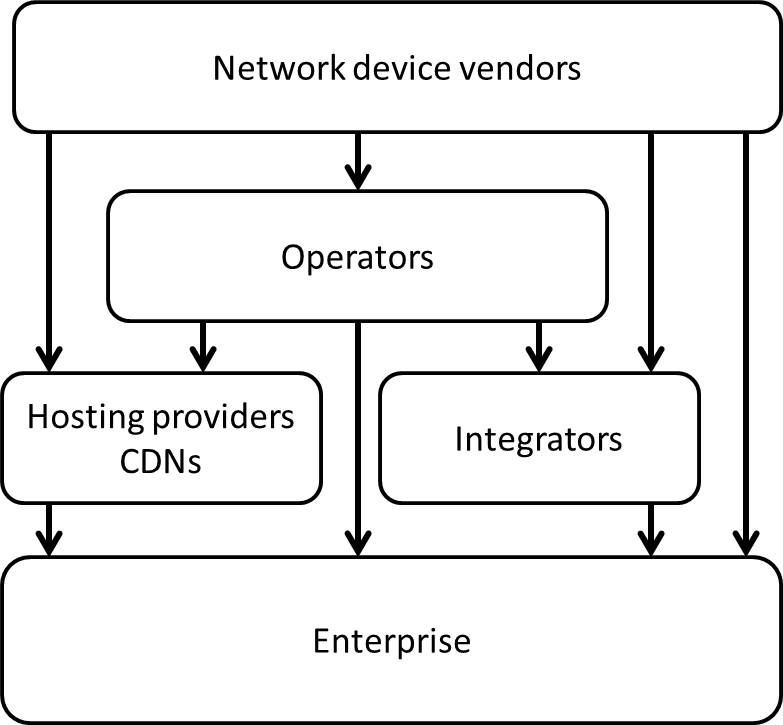 Network device vendors
Operators
Hosting providers
CDNs
Integrators
Enterprise